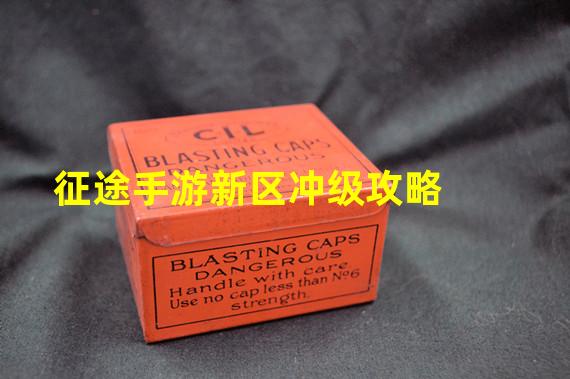 CIL
BLASTING CAPS
DANGEROUS
征途手游新区冲级攻略
BLASTING CAPS
DANGEROUS
Handle with care
Use no cap less than No6
strength.